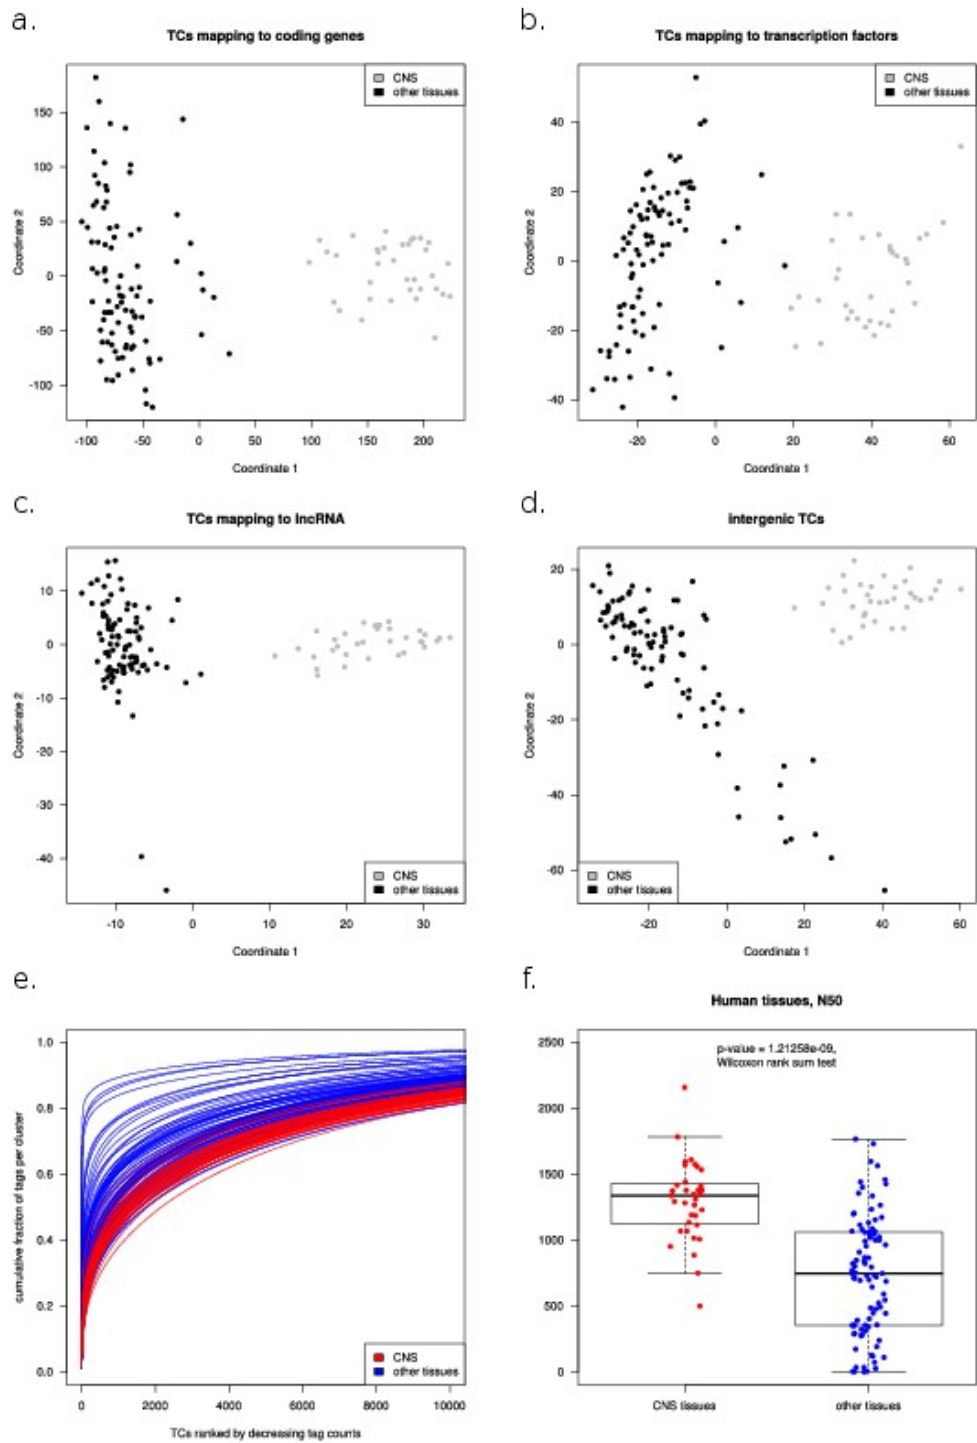 a.
TCs mapping to coding genes
CNS
other tissues
150
100
50
0
-50
-100
Coordinate 2
-100
-50
0
50
100
150
200
Coordinate 1
b.
TCs mapping to transcription factors
CNS
other tissues
40
20
0
-20
-40
Coordinate 2
-20
0
20
40
60
Coordinate 1
c.
TCs mapping to lncRNA
10
0
-10
-20
-30
-40
Coordinate 2
CNS
other tissues
-10
0
10
20
30
Coordinate 1
d.
intergenic TCs
20
0
-20
-40
-60
Coordinate 2
CNS
other tissues
-20
0
20
40
60
Coordinate 1
e.
1.0
0.8
0.6
0.4
0.2
0.0
cumulative fraction of tags per cluster
CNS
other tissues
0
2000
4000
6000
8000
10000
TCs ranked by decreasing tag counts
f.
Human tissues, N50
p-value = 1.21258e-09,
Wilcoxon rank sum test
2500
2000
1500
1000
500
0
CNS tissues
other tissues